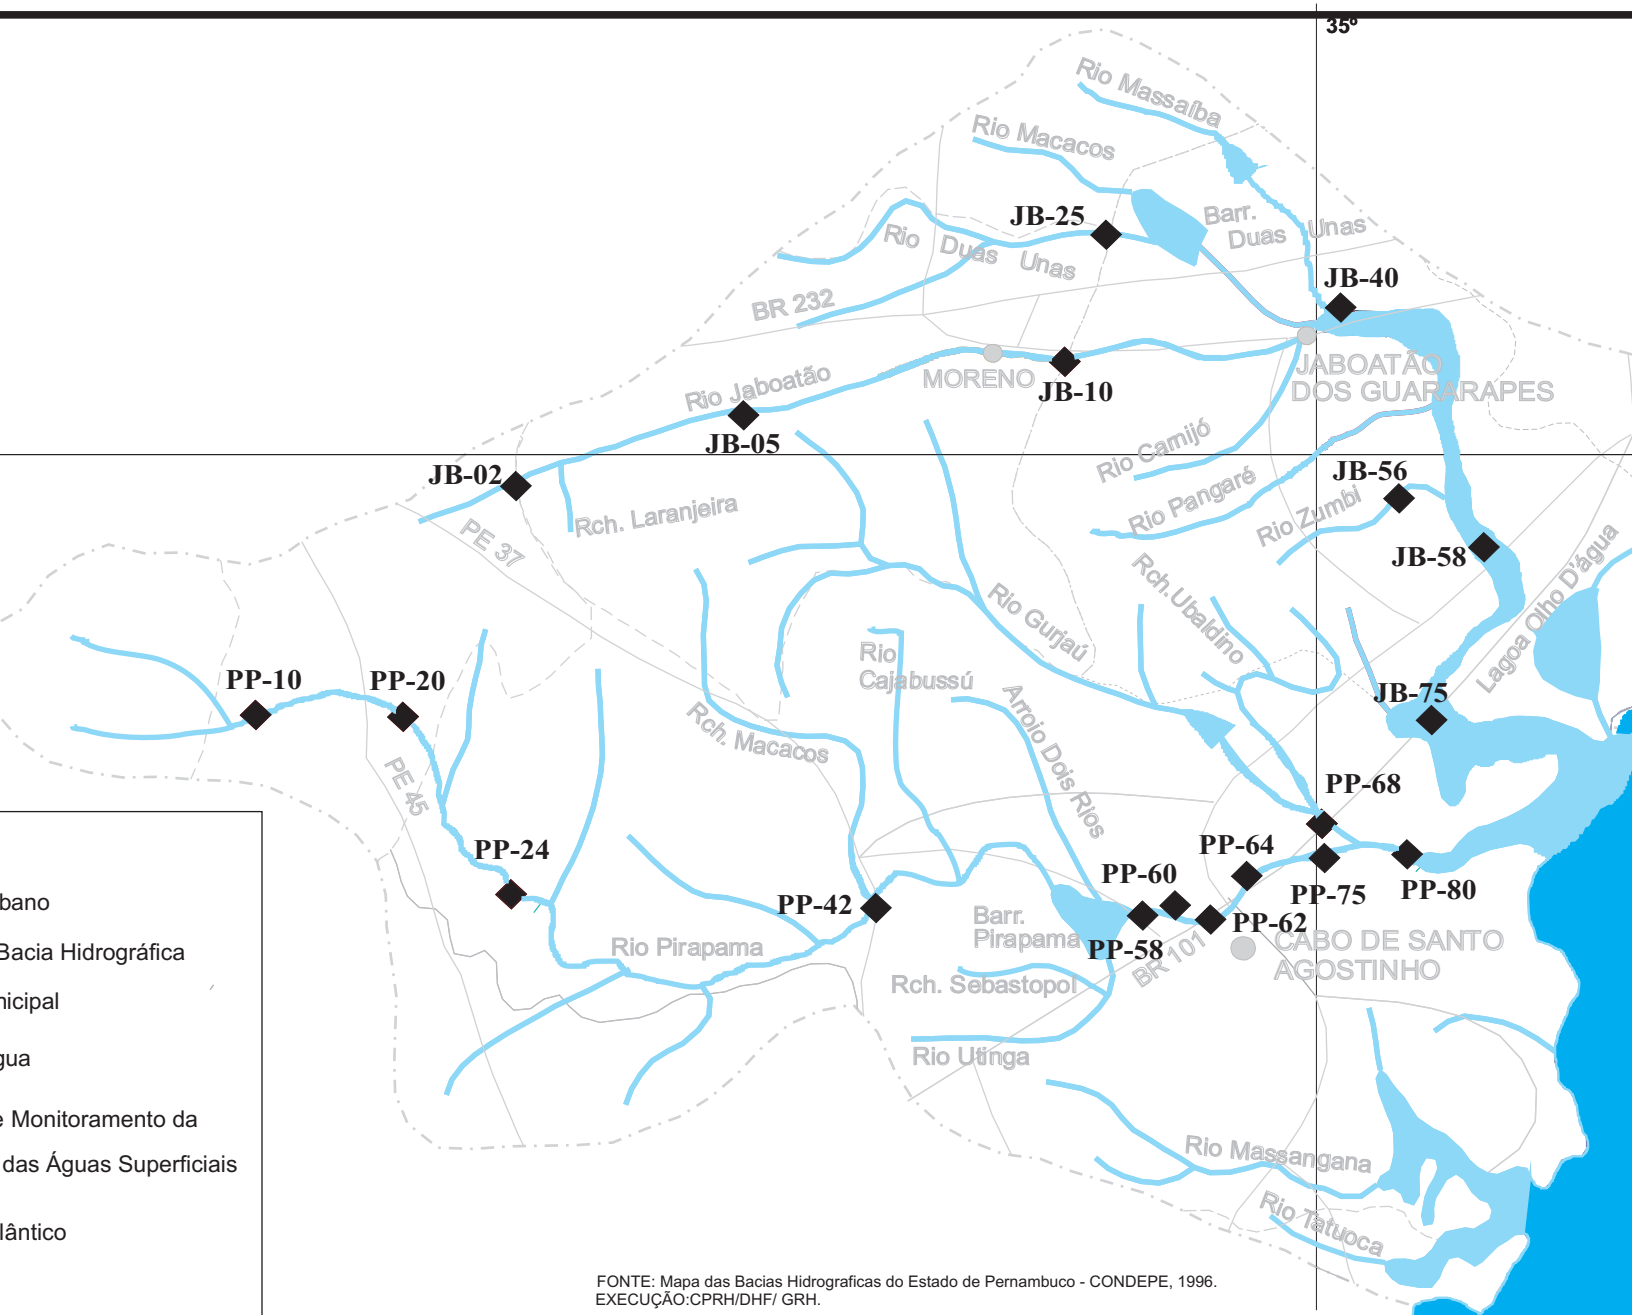 35º
Rio Massaíba
Rio Macacos
JB-25
Barr.
Duas Unas
Rio Duas Unas
JB-40
BR 232
JABOATÃO
DOS GUARARAPES
MORENO
JB-10
Rio Jaboatão
JB-05
Rio Camijó
JB-02
JB-56
Rio Pangaré
Rio Zumbi
Rch. Laranjeira
PE 37
JB-58
Lagoa Olho D'água
Rch.Ubaldino
Rio Gurjaú
Rio
Cajabussú
PP-10
PP-20
JB-75
Arroio Dois Rios
Rch. Macacos
PE 45
PP-68
PP-24
PP-64
PP-60
PP-75
PP-80
PP-42
Barr.
Pirapama
PP-62
PP-58
BR 101
CABO DE SANTO
AGOSTINHO
Rio Pirapama
Rch. Sebastopol
Rio Utinga
Rio Massangana
Rio Tatuoca
bano
Bacia Hidrográfica
nicipal
gua
e Monitoramento da
das Águas Superficiais
lântico
FONTE: Mapa das Bacias Hidrograficas do Estado de Pernambuco - CONDEPE, 1996.
EXECUÇÃO:CPRH/DHF/ GRH.